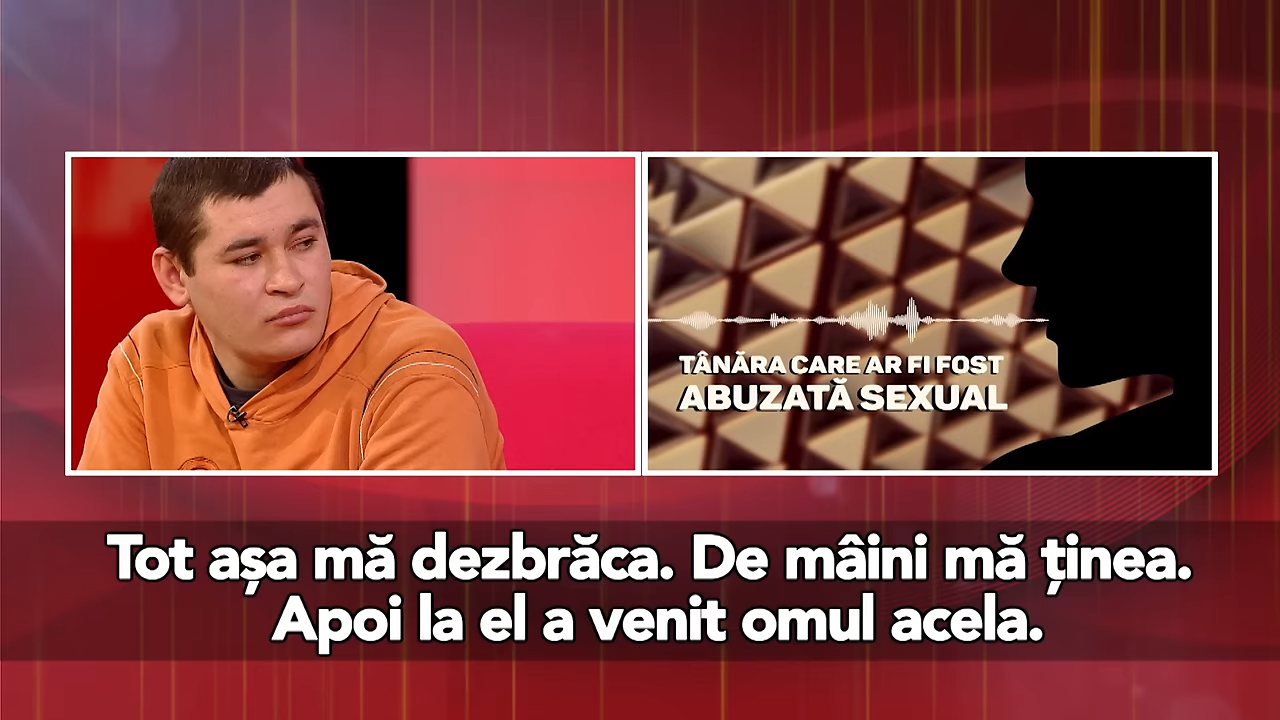 TÂNĂRA CARE AR FI FOST
ABUZATĂ SEXUAL
Tot așa mă dezbrăca. De mâini mă ținea.
Apoi la el a venit omul acela.